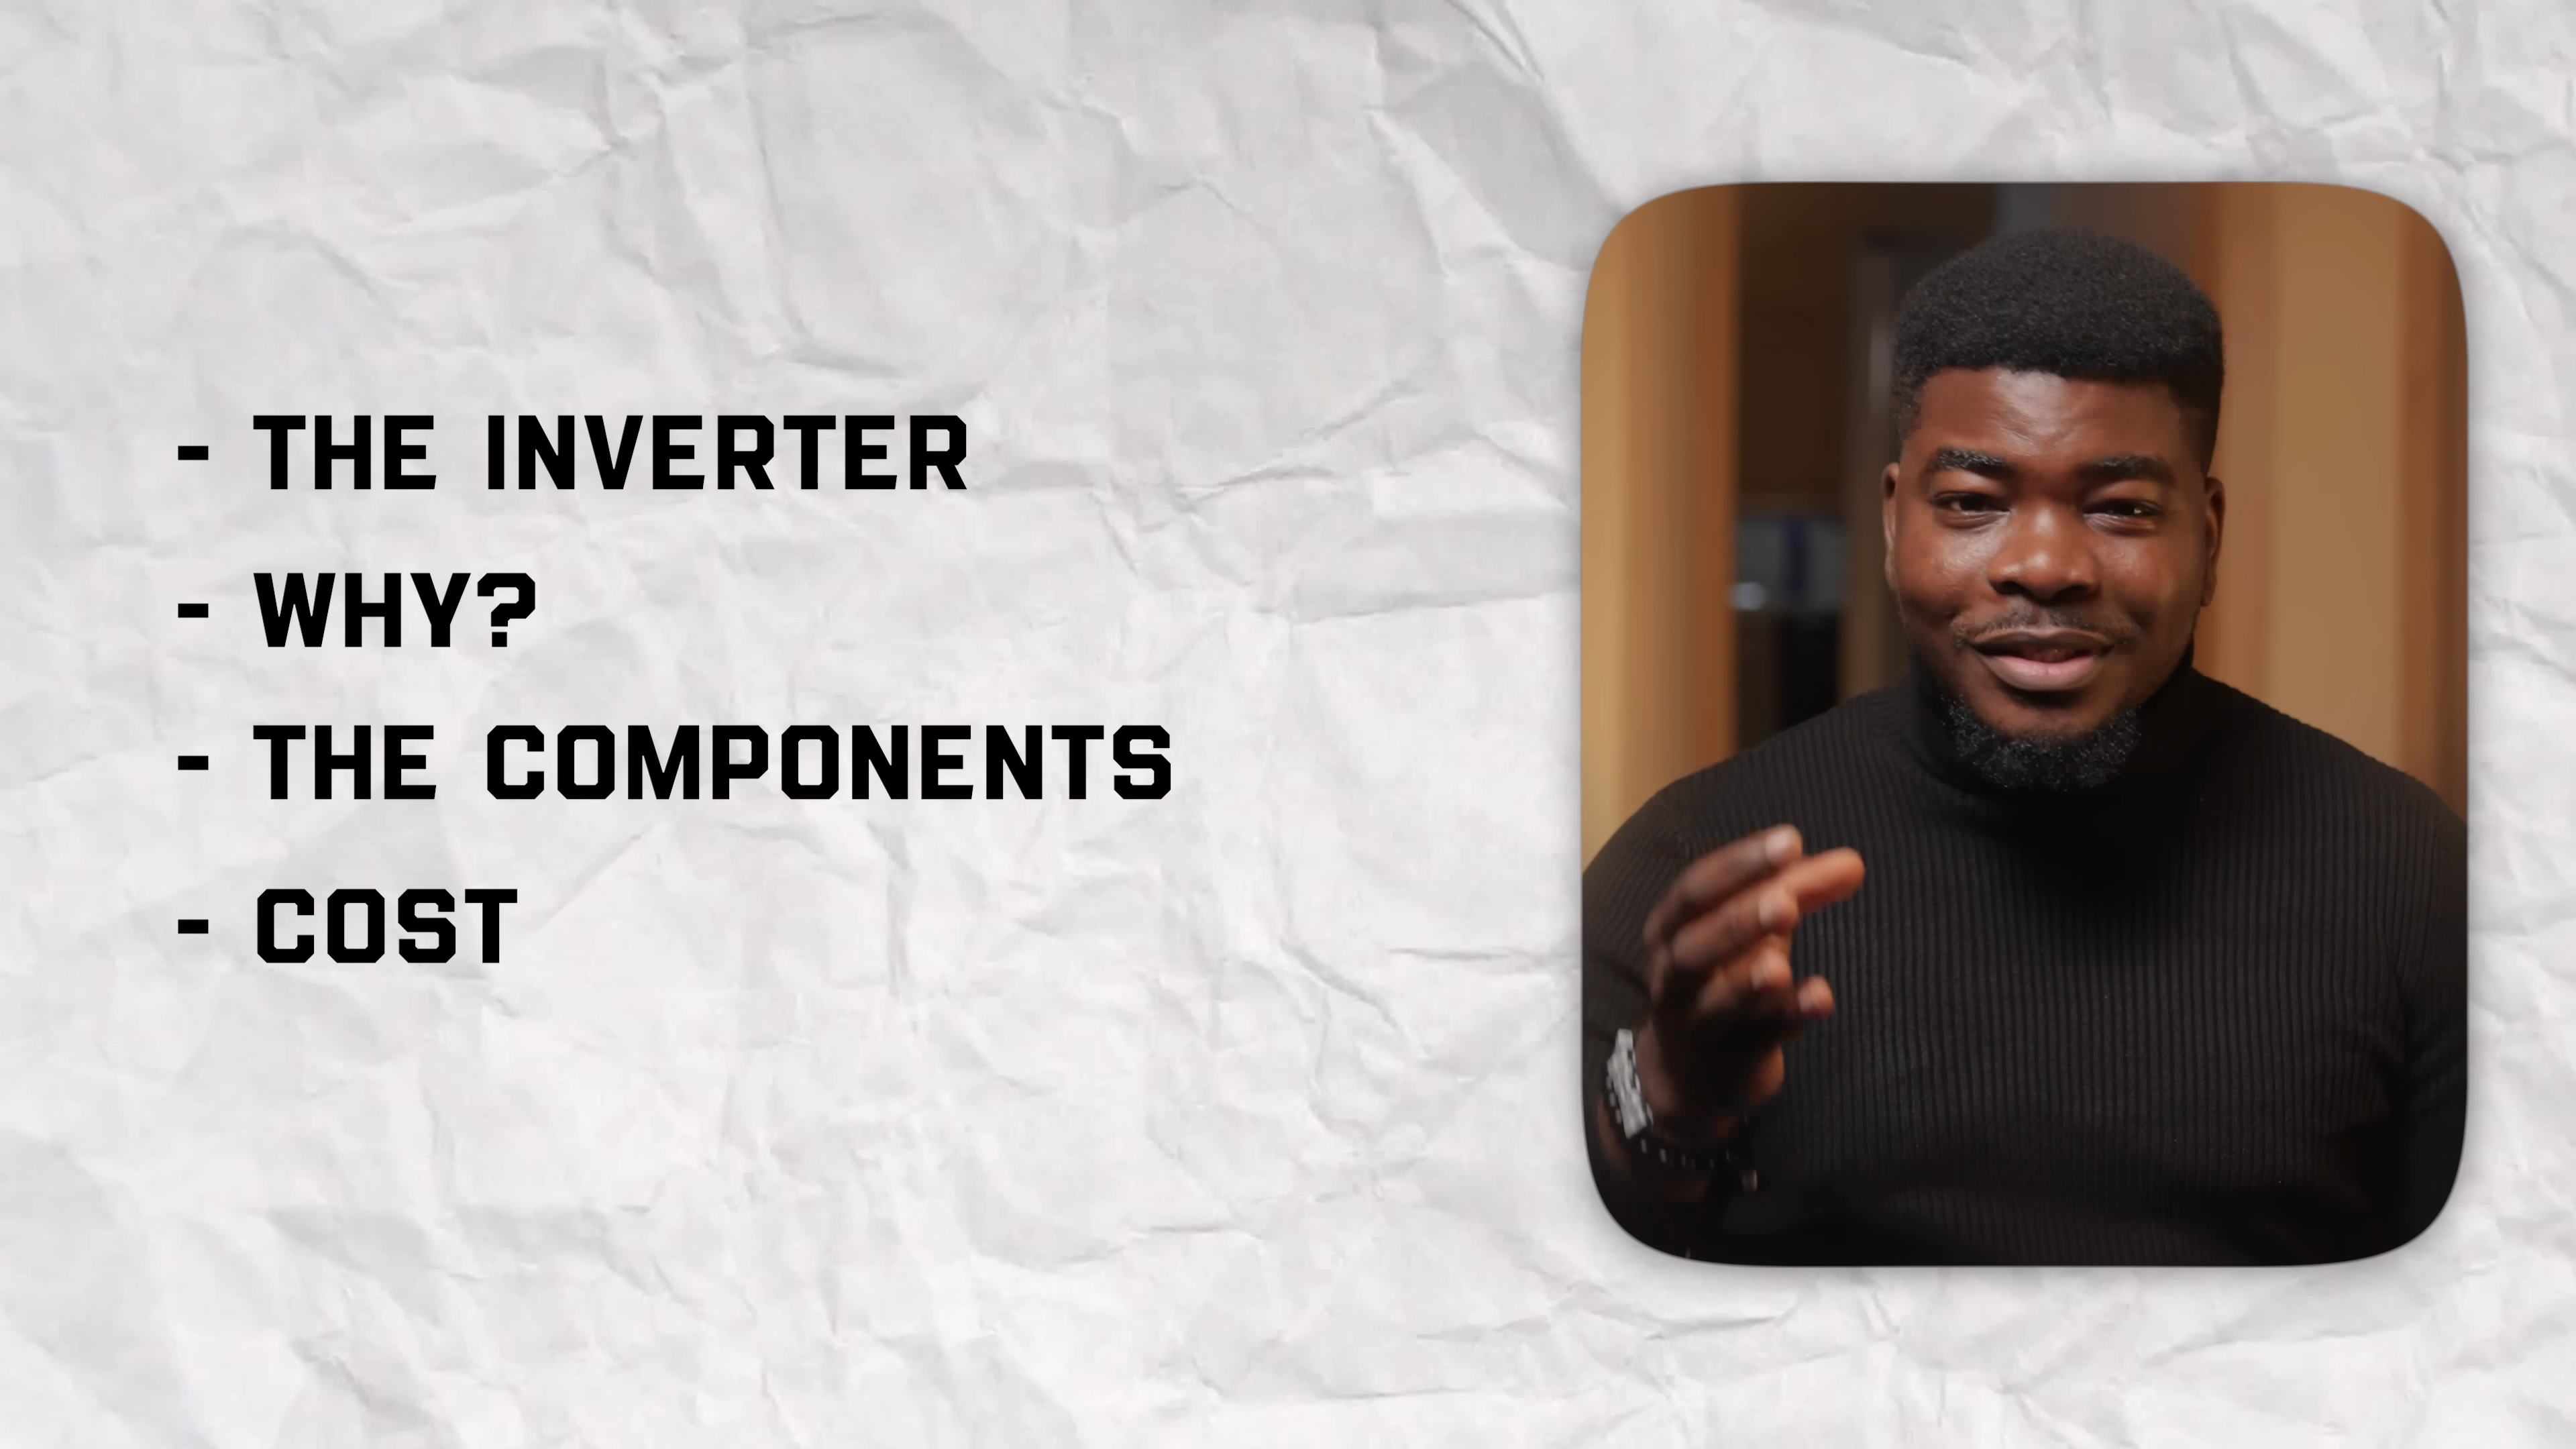 - THE INVERTER
- WHY?
- THE COMPONENTS
- COST